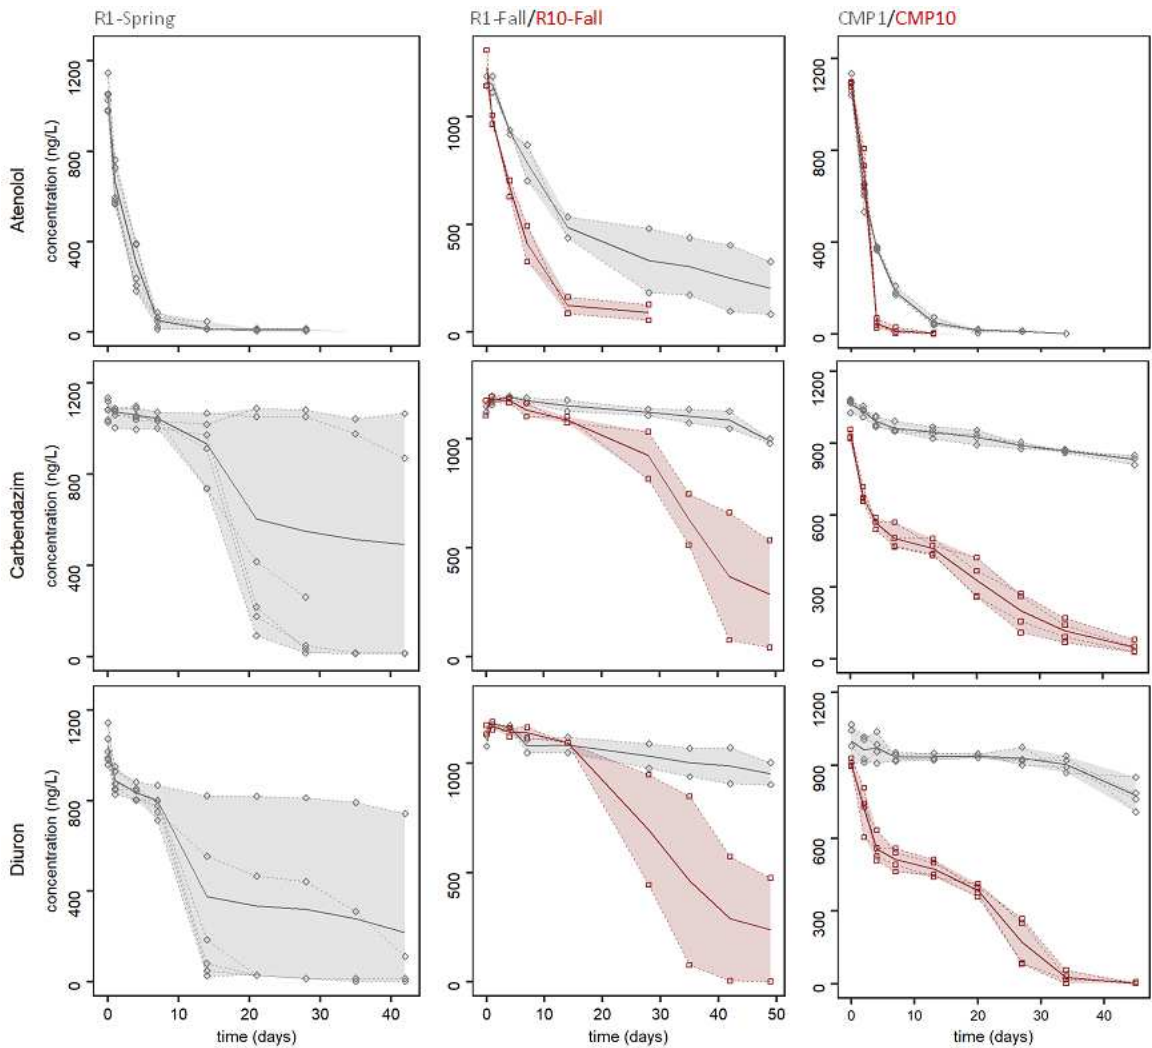 R1-Spring
R1-Fall/R10-Fall
CMP1/CMP10
Atenolol
concentration (ng/L)
1200
800
400
0
1000
500
0
1200
800
400
0
Carbendazim
concentration (ng/L)
1200
800
400
0
1000
500
0
1200
900
600
300
0
Diuron
concentration (ng/L)
1200
800
400
0
1000
500
0
1200
900
600
300
0
0 10 20 30 40
0 10 20 30 40 50
0 10 20 30 40
time (days)
time (days)
time (days)